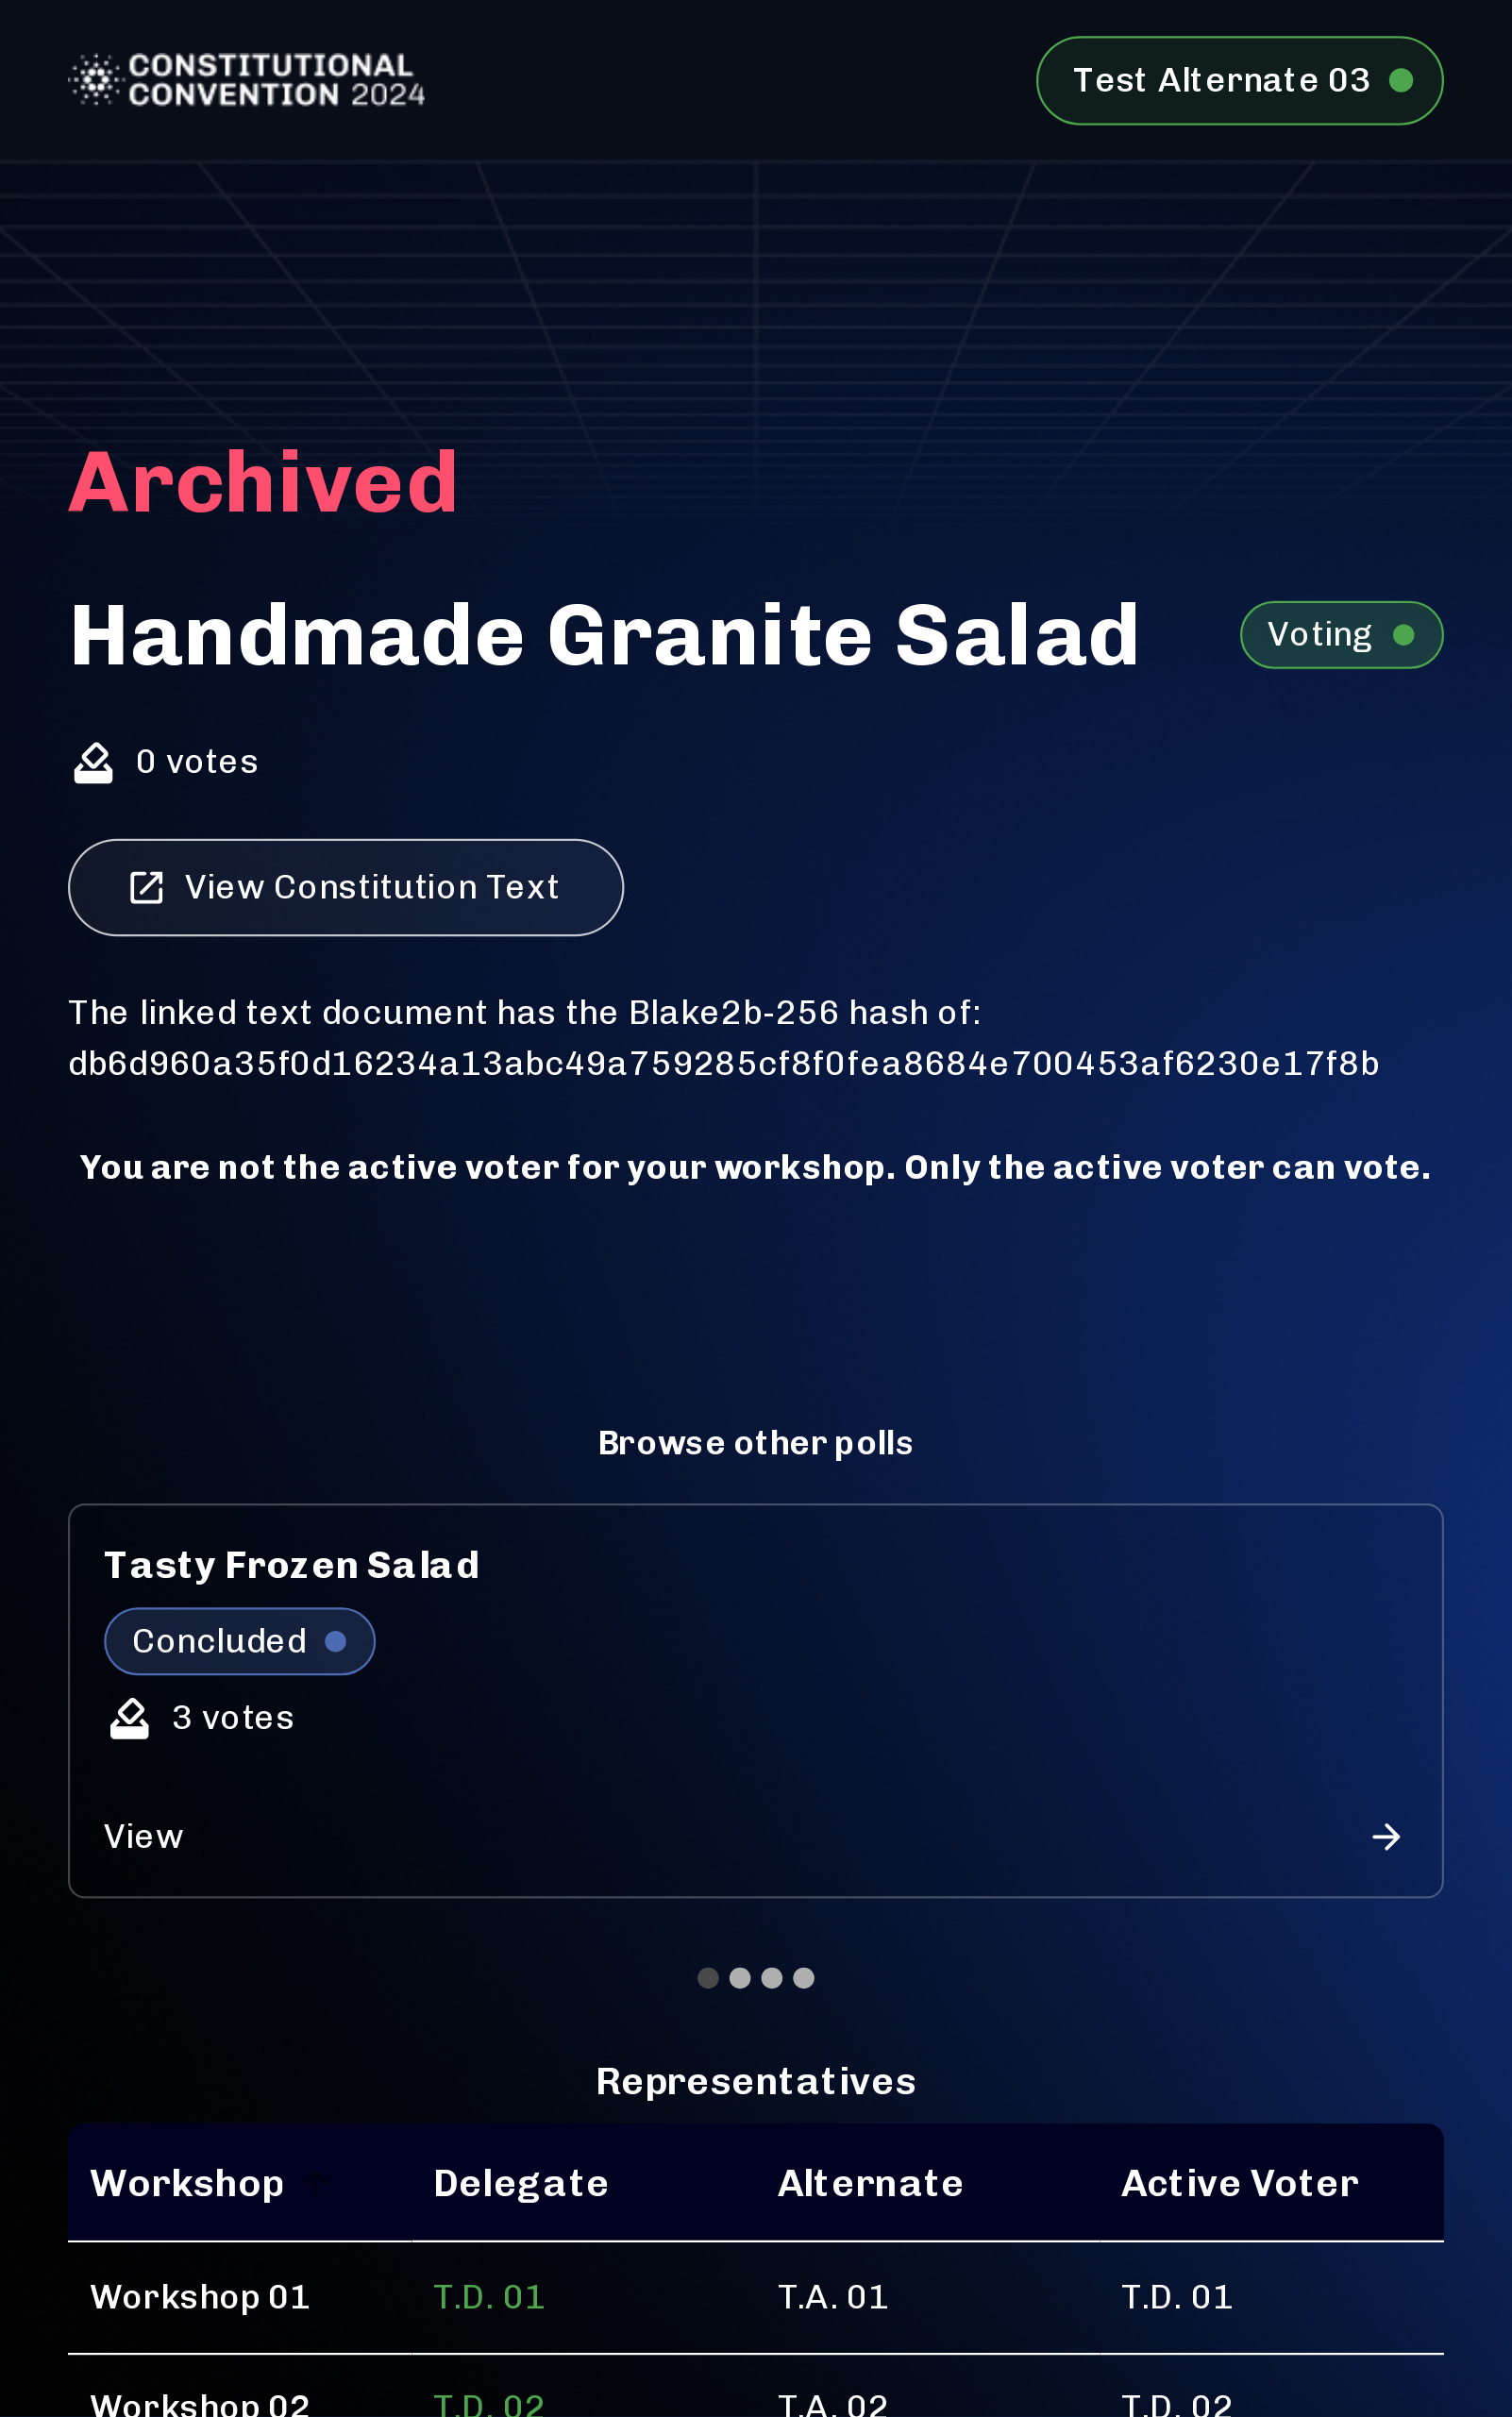 CONSTITUTIONAL
CONVENTION 2024
Test Alternate 03
Archived
Handmade Granite Salad
Voting
0 votes
View Constitution Text
The linked text document has the Blake2b-256 hash of:
db6d960a35f0d16234a13abc49a759285cf8f0fea8684e700453af6230e17f8b
You are not the active voter for your workshop. Only the active voter can vote.
Browse other polls
Tasty Frozen Salad
Concluded
3 votes
View
Representatives
Workshop Delegate Alternate Active Voter
Workshop 01 T.D. 01 T.A. 01 T.D. 01
Workshop 02 T.D. 02 T.A. 02 T.D. 02